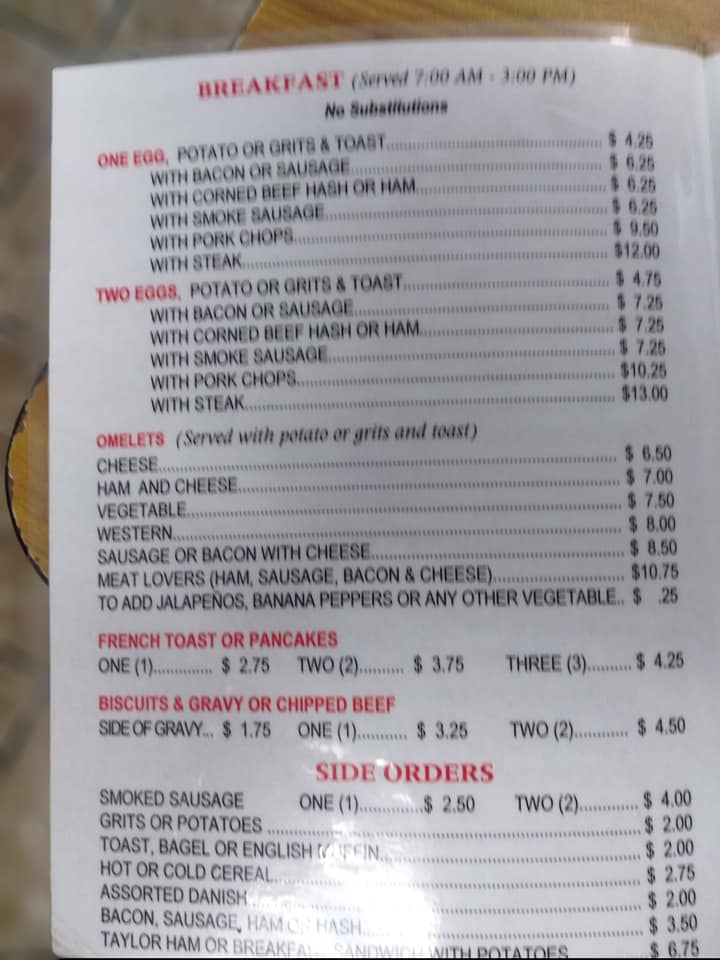 BREAKFAST (Served 7:00 AM - 3:00 PM)
No Substitutions
ONE EGG, POTATO OR GRITS & TOAST.......... $ 4.25
WITH BACON OR SAUSAGE.......... $ 6.25
WITH CORNED BEEF HASH OR HAM.......... $ 6.25
WITH SMOKE SAUSAGE.......... $ 6.25
WITH PORK CHOPS.......... $ 9.50
WITH STEAK.......... $12.00
TWO EGGS, POTATO OR GRITS & TOAST.......... $ 4.75
WITH BACON OR SAUSAGE.......... $ 7.25
WITH CORNED BEEF HASH OR HAM.......... $ 7.25
WITH SMOKE SAUSAGE.......... $ 7.25
WITH PORK CHOPS.......... $10.25
WITH STEAK.......... $13.00
OMELETS (Served with potato or grits and toast)
CHEESE.......... $ 6.50
HAM AND CHEESE.......... $ 7.00
VEGETABLE.......... $ 7.50
WESTERN.......... $ 8.00
SAUSAGE OR BACON WITH CHEESE.......... $ 8.50
MEAT LOVERS (HAM, SAUSAGE, BACON & CHEESE).......... $10.75
TO ADD JALAPEÑOS, BANANA PEPPERS OR ANY OTHER VEGETABLE.. $ .25
FRENCH TOAST OR PANCAKES
ONE (1).............. $ 2.75 TWO (2).......... $ 3.75 THREE (3).......... $ 4.25
BISCUITS & GRAVY OR CHIPPED BEEF
SIDE OF GRAVY... $ 1.75 ONE (1)........... $ 3.25 TWO (2)............ $ 4.50
SIDE ORDERS
SMOKED SAUSAGE ONE (1)..............$ 2.50 TWO (2)............. $ 4.00
GRITS OR POTATOES .......... $ 2.00
TOAST, BAGEL OR ENGLISH MUFFIN.......... $ 2.00
HOT OR COLD CEREAL.......... $ 2.75
ASSORTED DANISH.......... $ 2.00
BACON, SAUSAGE, HAM OR HASH.......... $ 3.50
TAYLOR HAM OR BREAKFAST SANDWICH WITH POTATOES.......... $ 6.75